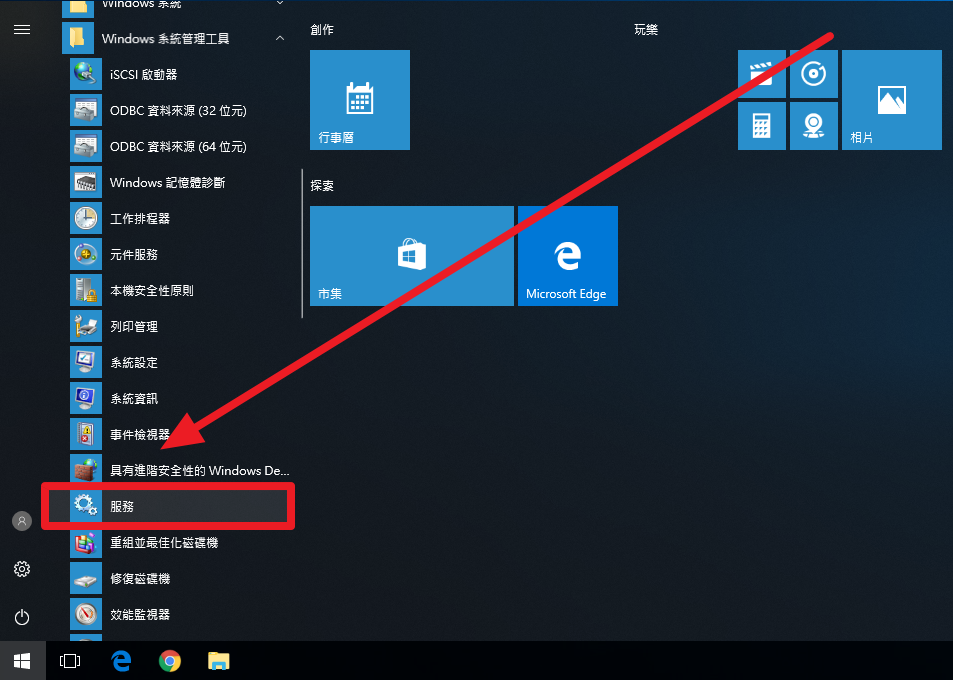 Windows 系統
Windows 系統管理工具
iSCSI 啟動器
ODBC 資料來源 (32 位元)
ODBC 資料來源 (64 位元)
Windows 記憶體診斷
工作排程器
元件服務
本機安全性原則
列印管理
系統設定
系統資訊
事件檢視器
具有進階安全性的 Windows De...
服務
重組並最佳化磁碟機
修復磁碟機
效能監視器
創作
行事曆
探索
市集
Microsoft Edge
玩樂
相片